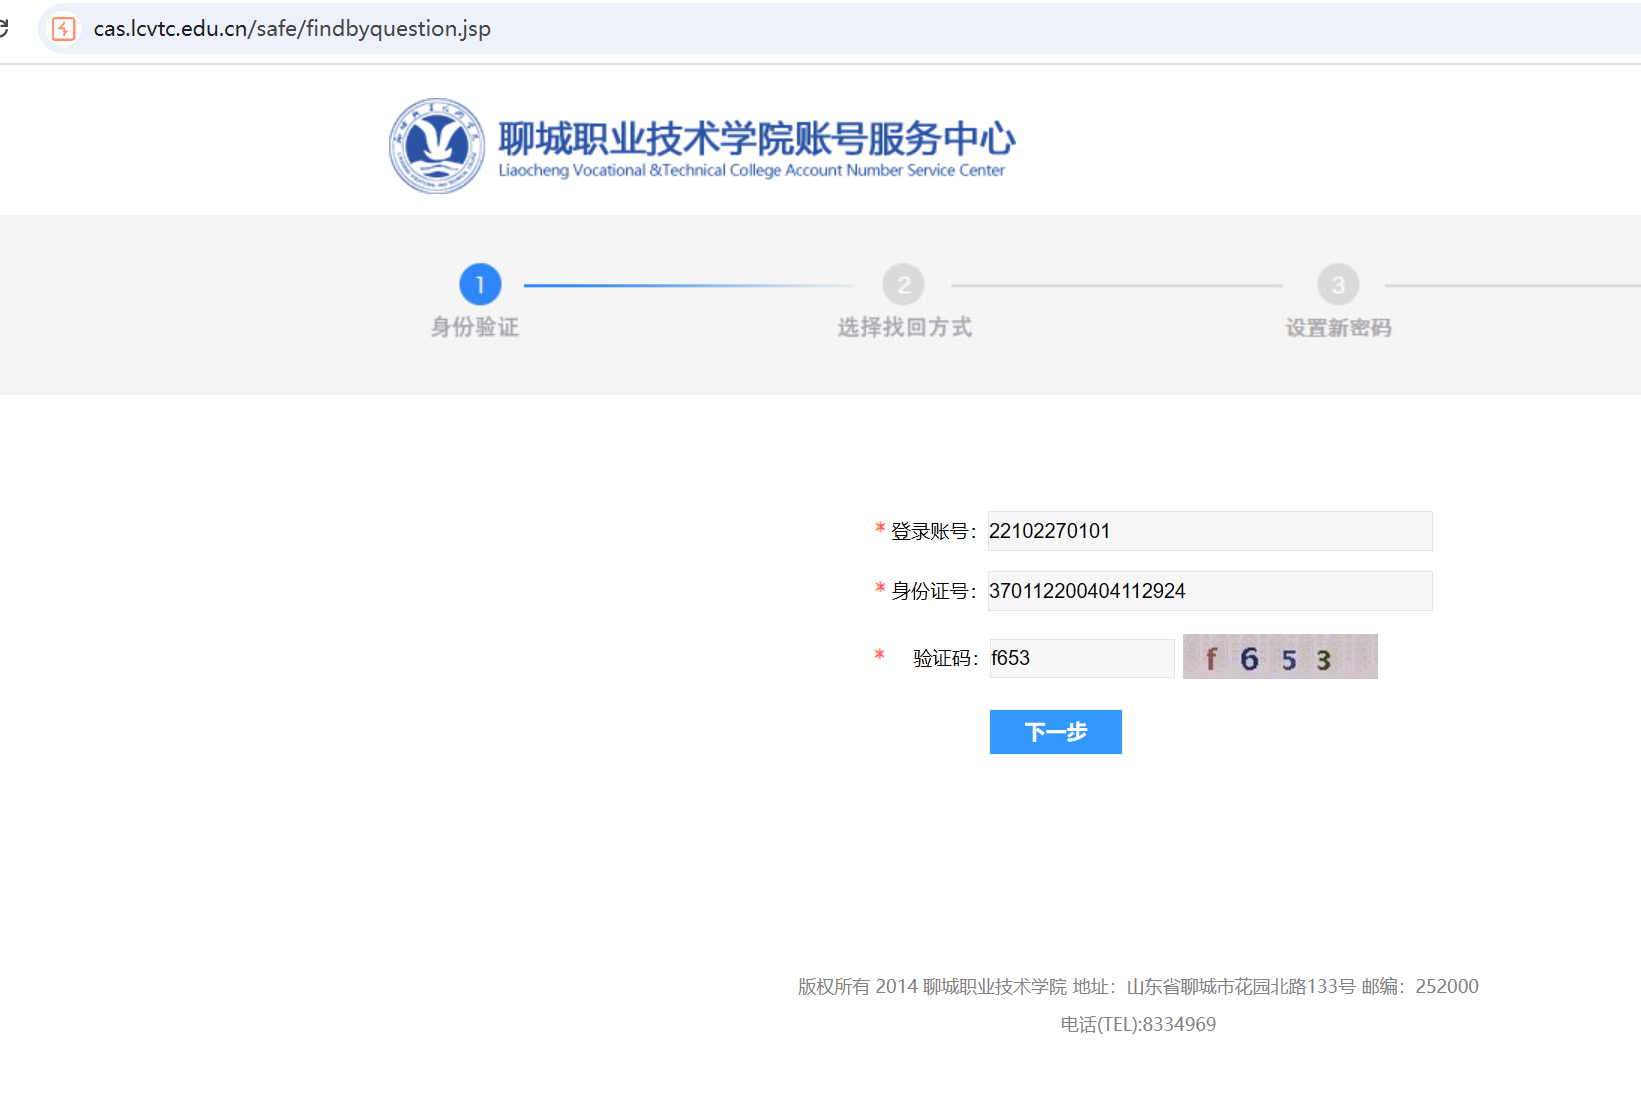 cas.lcvtc.edu.cn/safe/findbyquestion.jsp
聊城职业技术学院账号服务中心
Liaocheng Vocational &Technical College Account Number Service Center
1 2 3
身份验证 选择找回方式 设置新密码
* 登录账号： 22102270101
* 身份证号： 370112200404112924
* 验证码： f653 f 6 5 3
下一步
版权所有 2014 聊城职业技术学院 地址：山东省聊城市花园北路133号 邮编：252000
电话(TEL):8334969